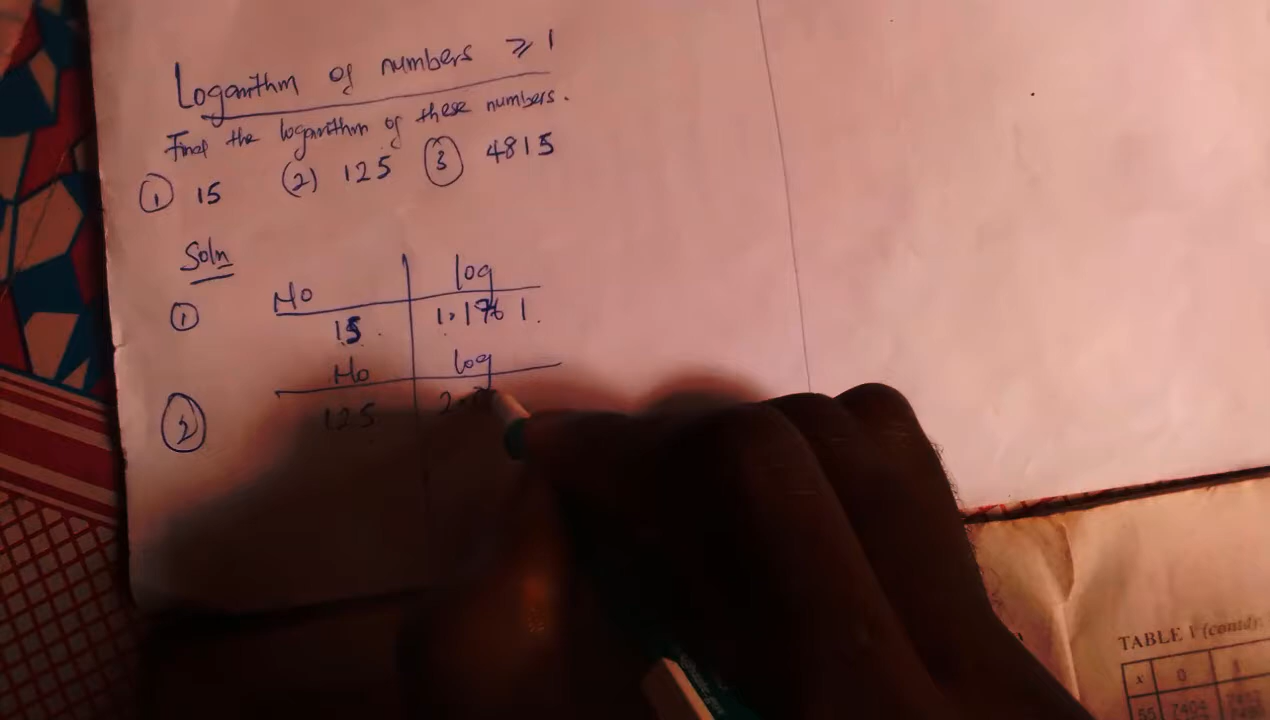 Logarithm of numbers ⩾ 1
Find the logarithm of these numbers.
① 15 (2) 125 ③ 4815
Soln
No log
① 15 1.1761.
No log
② 125 2.
TABLE V (contd)
x 0 1
55 7404